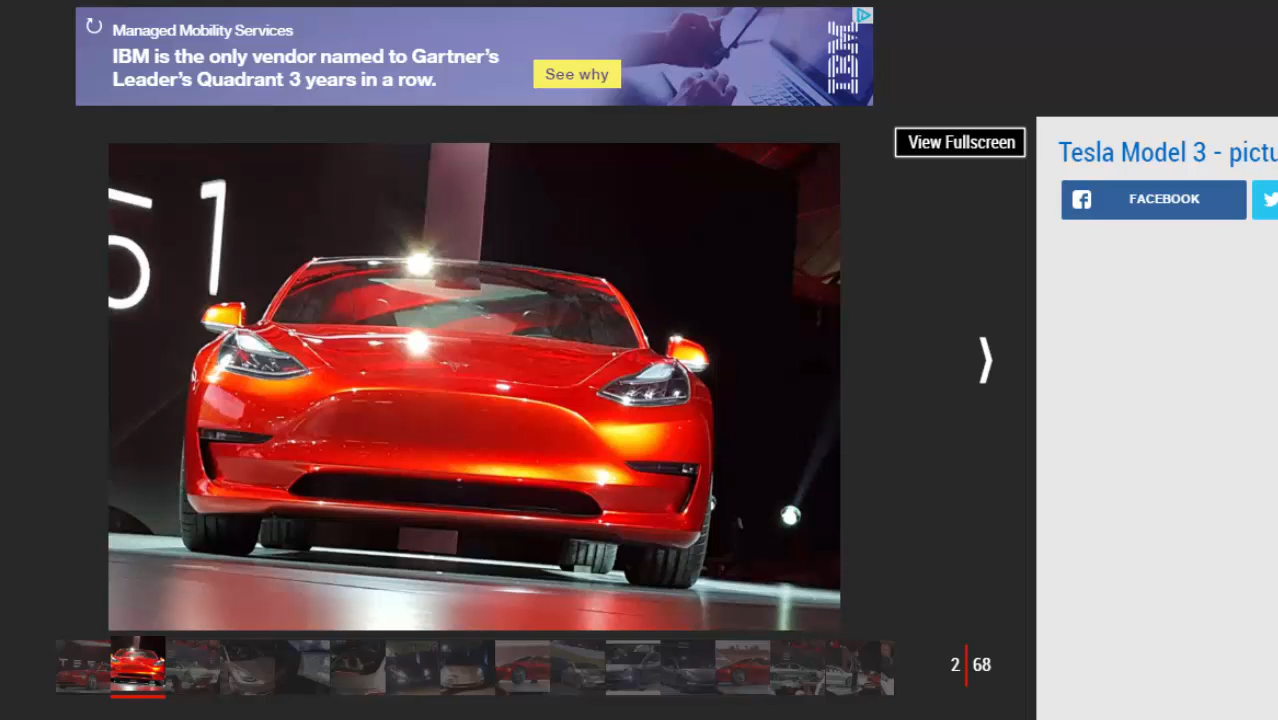 Managed Mobility Services
IBM is the only vendor named to Gartner's
Leader's Quadrant 3 years in a row.
See why
IBM
View Fullscreen
Tesla Model 3 - pictu
FACEBOOK
51
2 68